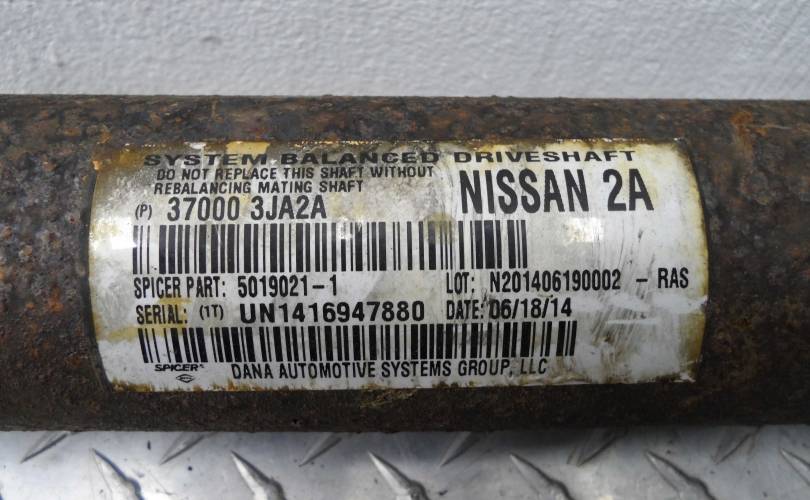 SYSTEM BALANCED DRIVESHAFT
DO NOT REPLACE THIS SHAFT WITHOUT
REBALANCING MATING SHAFT
NISSAN 2A
(P) 37000 3JA2A
SPICER PART: 5019021-1 LOT: N201406190002 - RAS
SERIAL: (1T) UN1416947880 DATE: 06/18/14
SPICER DANA AUTOMOTIVE SYSTEMS GROUP, LLC